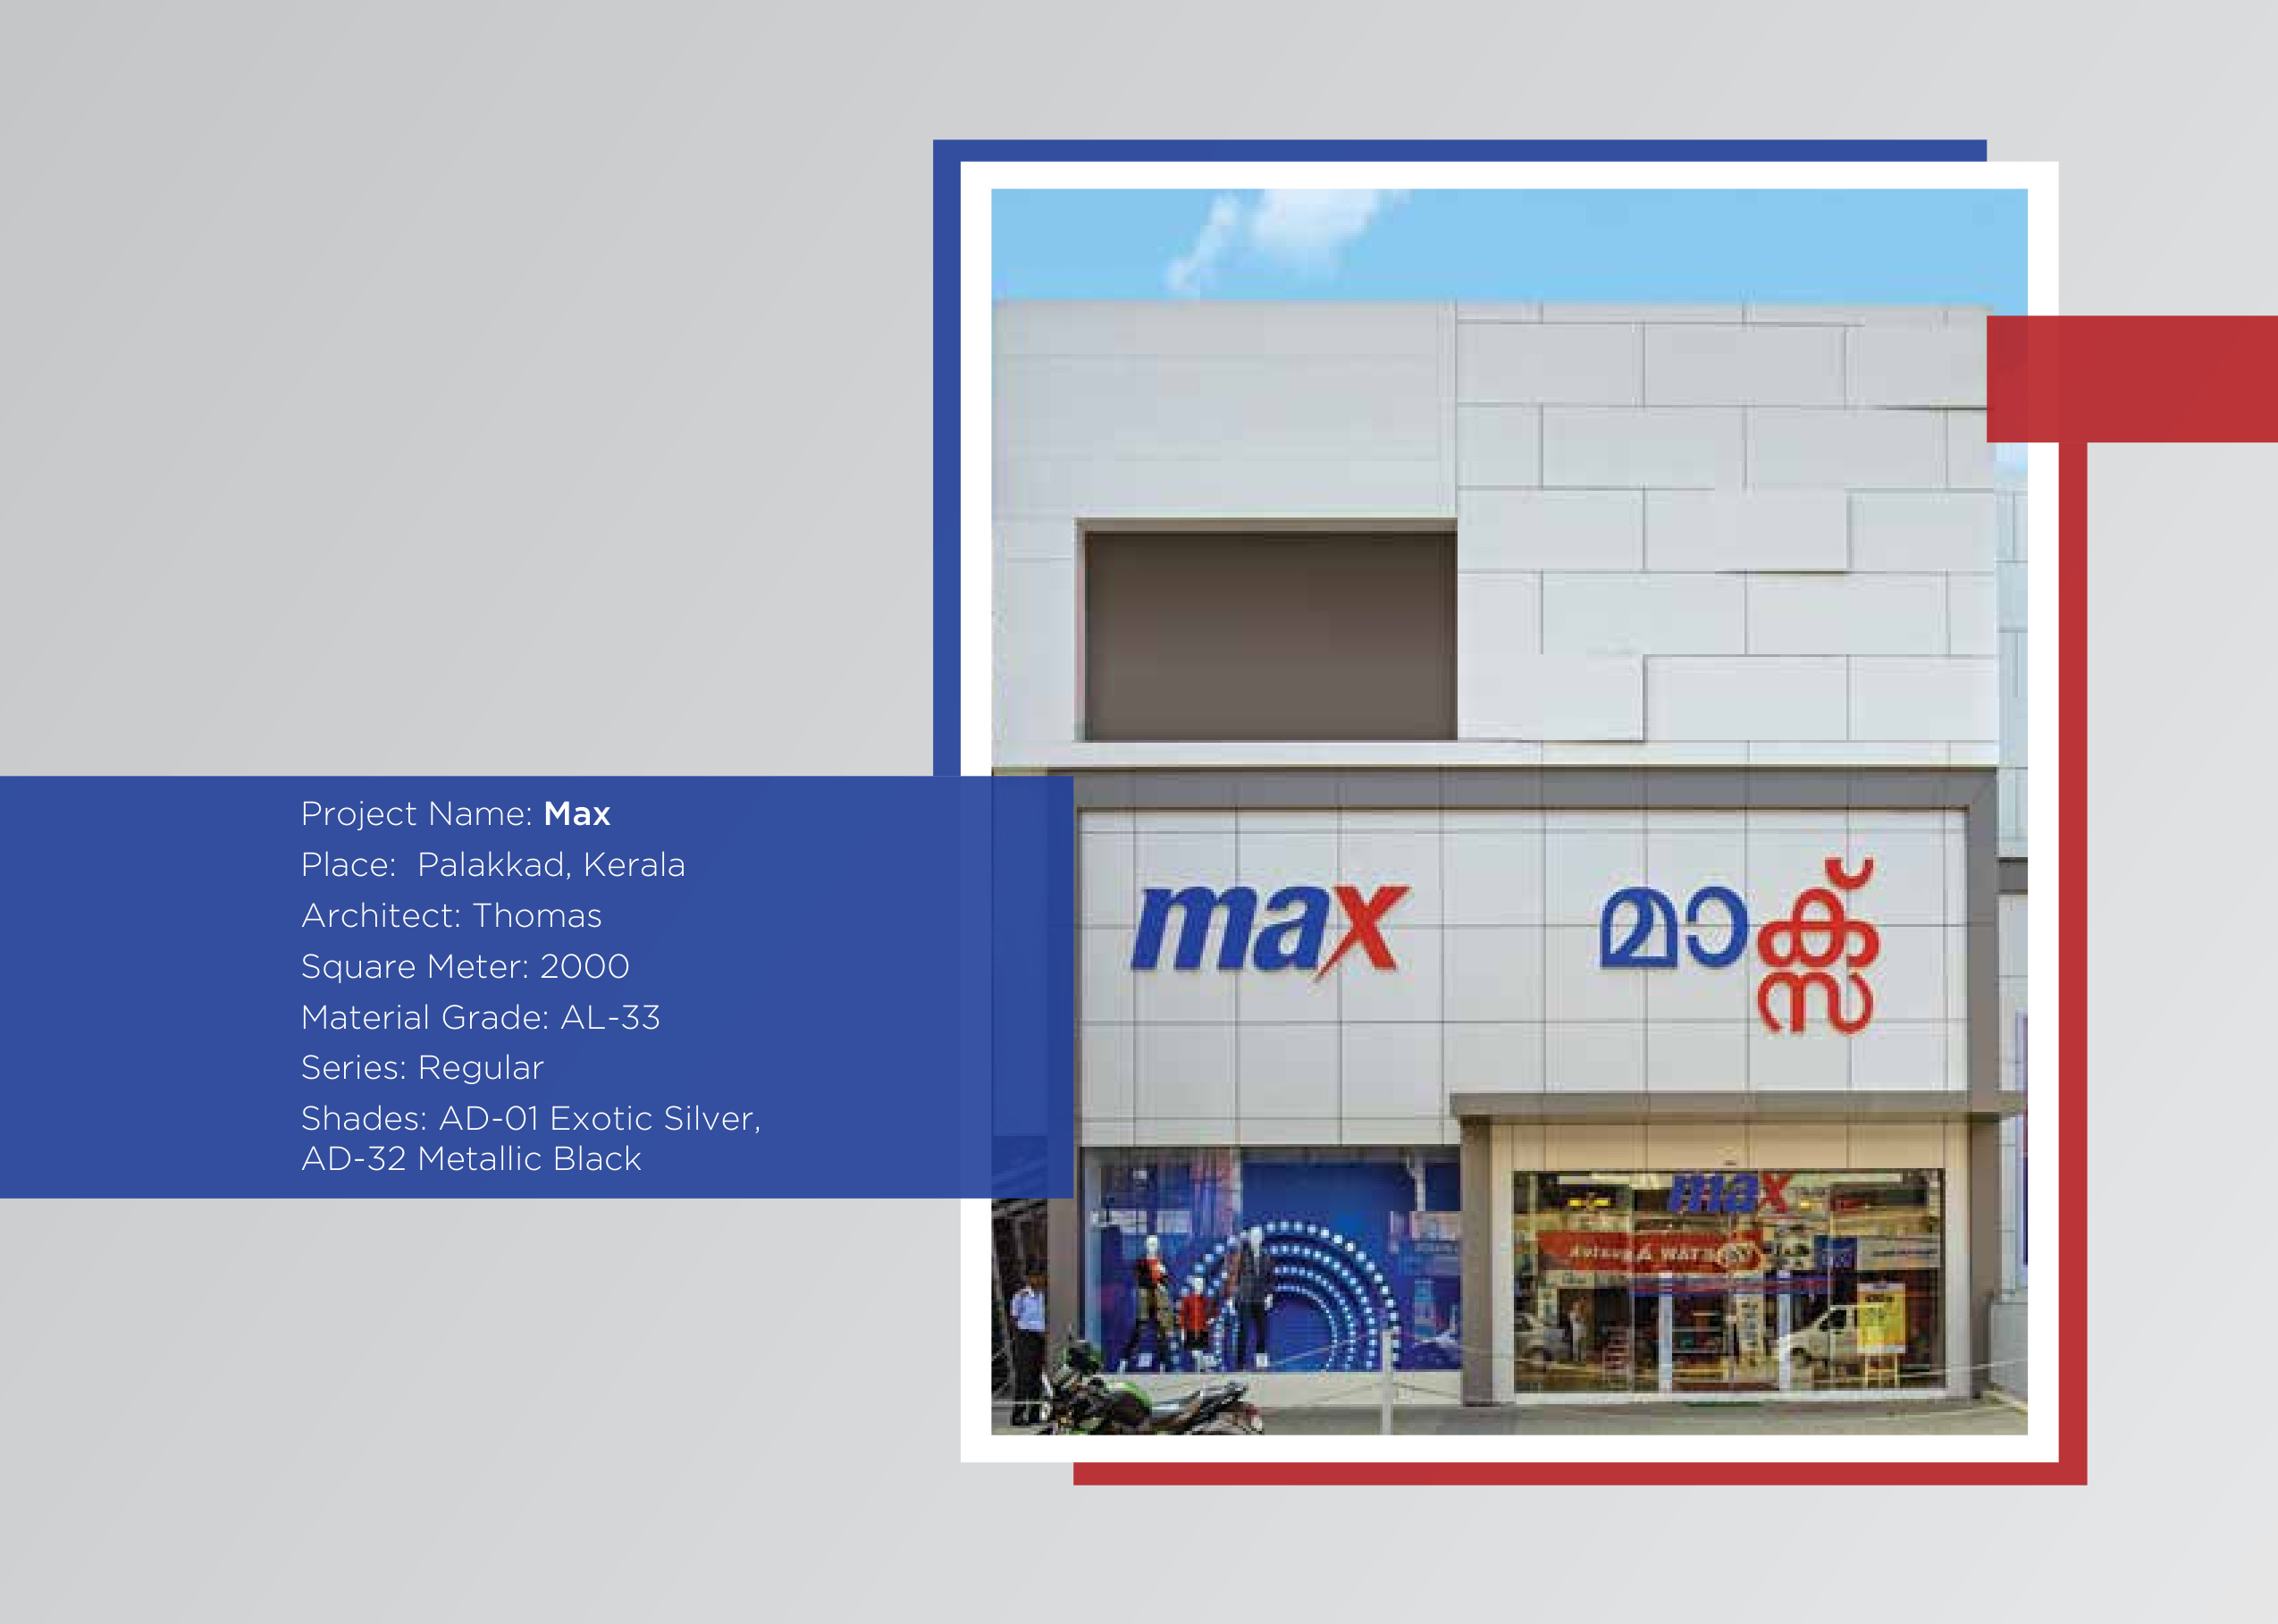 Project Name: Max
Place: Palakkad, Kerala
Architect: Thomas
Square Meter: 2000
Material Grade: AL-33
Series: Regular
Shades: AD-01 Exotic Silver,
AD-32 Metallic Black
max
മാക്സ്
max